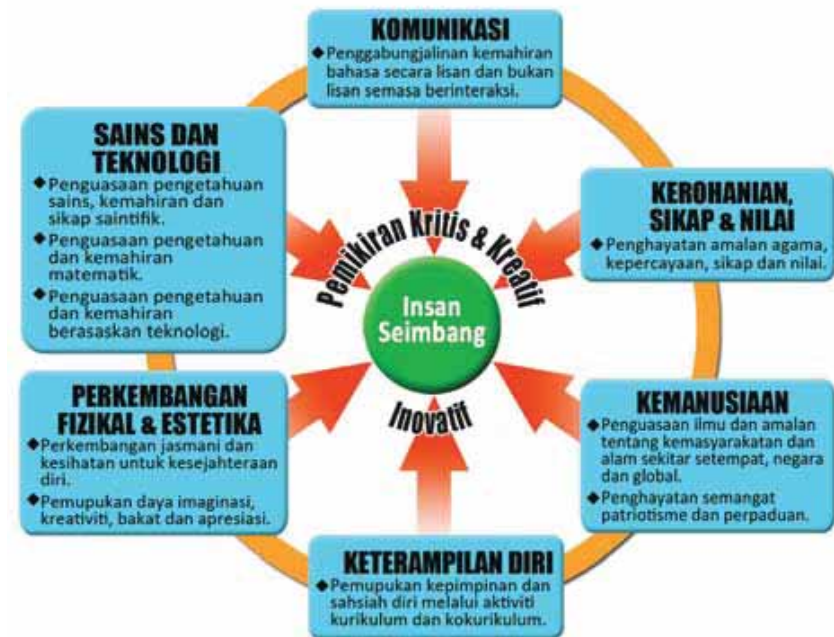 KOMUNIKASI
◆Penggabungjalinan kemahiran
bahasa secara lisan dan bukan
lisan semasa berinteraksi.
SAINS DAN
TEKNOLOGI
◆Penguasaan pengetahuan
sains, kemahiran dan
sikap saintifik.
◆Penguasaan pengetahuan
dan kemahiran
matematik.
◆Penguasaan pengetahuan
dan kemahiran
berasaskan teknologi.
KEROHANIAN,
SIKAP & NILAI
◆Penghayatan amalan agama,
kepercayaan, sikap dan nilai.
Pemikiran Kritis & Kreatif
Insan
Seimbang
Inovatif
PERKEMBANGAN
FIZIKAL & ESTETIKA
◆Perkembangan jasmani dan
kesihatan untuk kesejahteraan
diri.
◆Pemupukan daya imaginasi,
kreativiti, bakat dan apresiasi.
KEMANUSIAAN
◆Penguasaan ilmu dan amalan
tentang kemasyarakatan dan
alam sekitar setempat, negara
dan global.
◆Penghayatan semangat
patriotisme dan perpaduan.
KETERAMPILAN DIRI
◆Pemupukan kepimpinan dan
sahsiah diri melalui aktiviti
kurikulum dan kokurikulum.